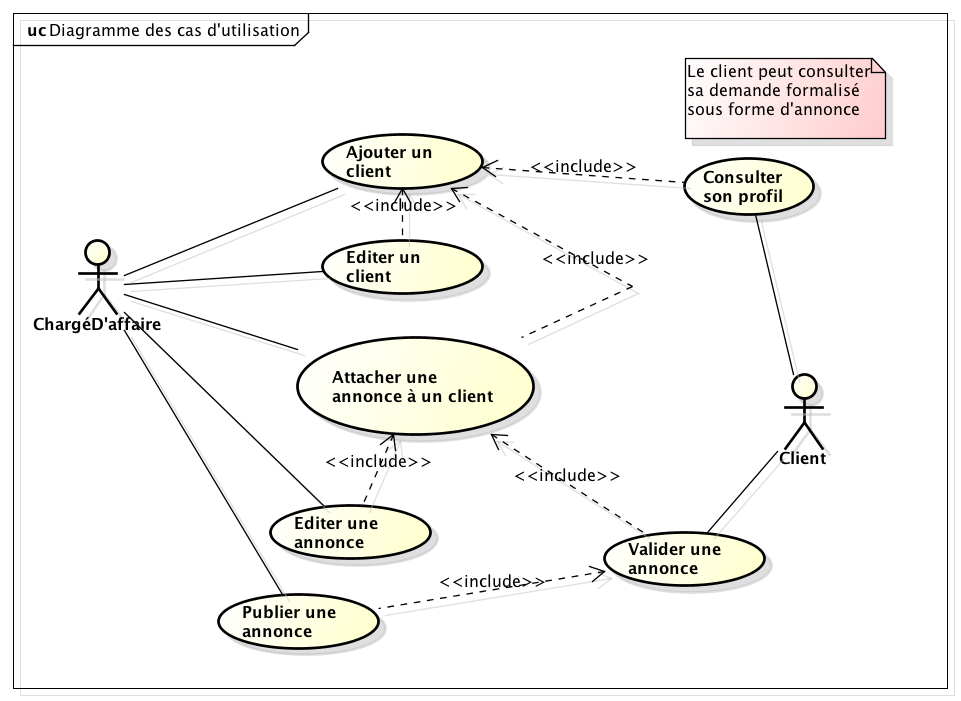 uc Diagramme des cas d'utilisation
Le client peut consulter
sa demande formalisé
sous forme d'annonce
Ajouter un
client
<<include>>
Consulter
son profil
<<include>>
Editer un
client
<<include>>
ChargéD'affaire
Attacher une
annonce à un client
Client
<<include>>
<<include>>
Editer une
annonce
Valider une
annonce
<<include>>
Publier une
annonce